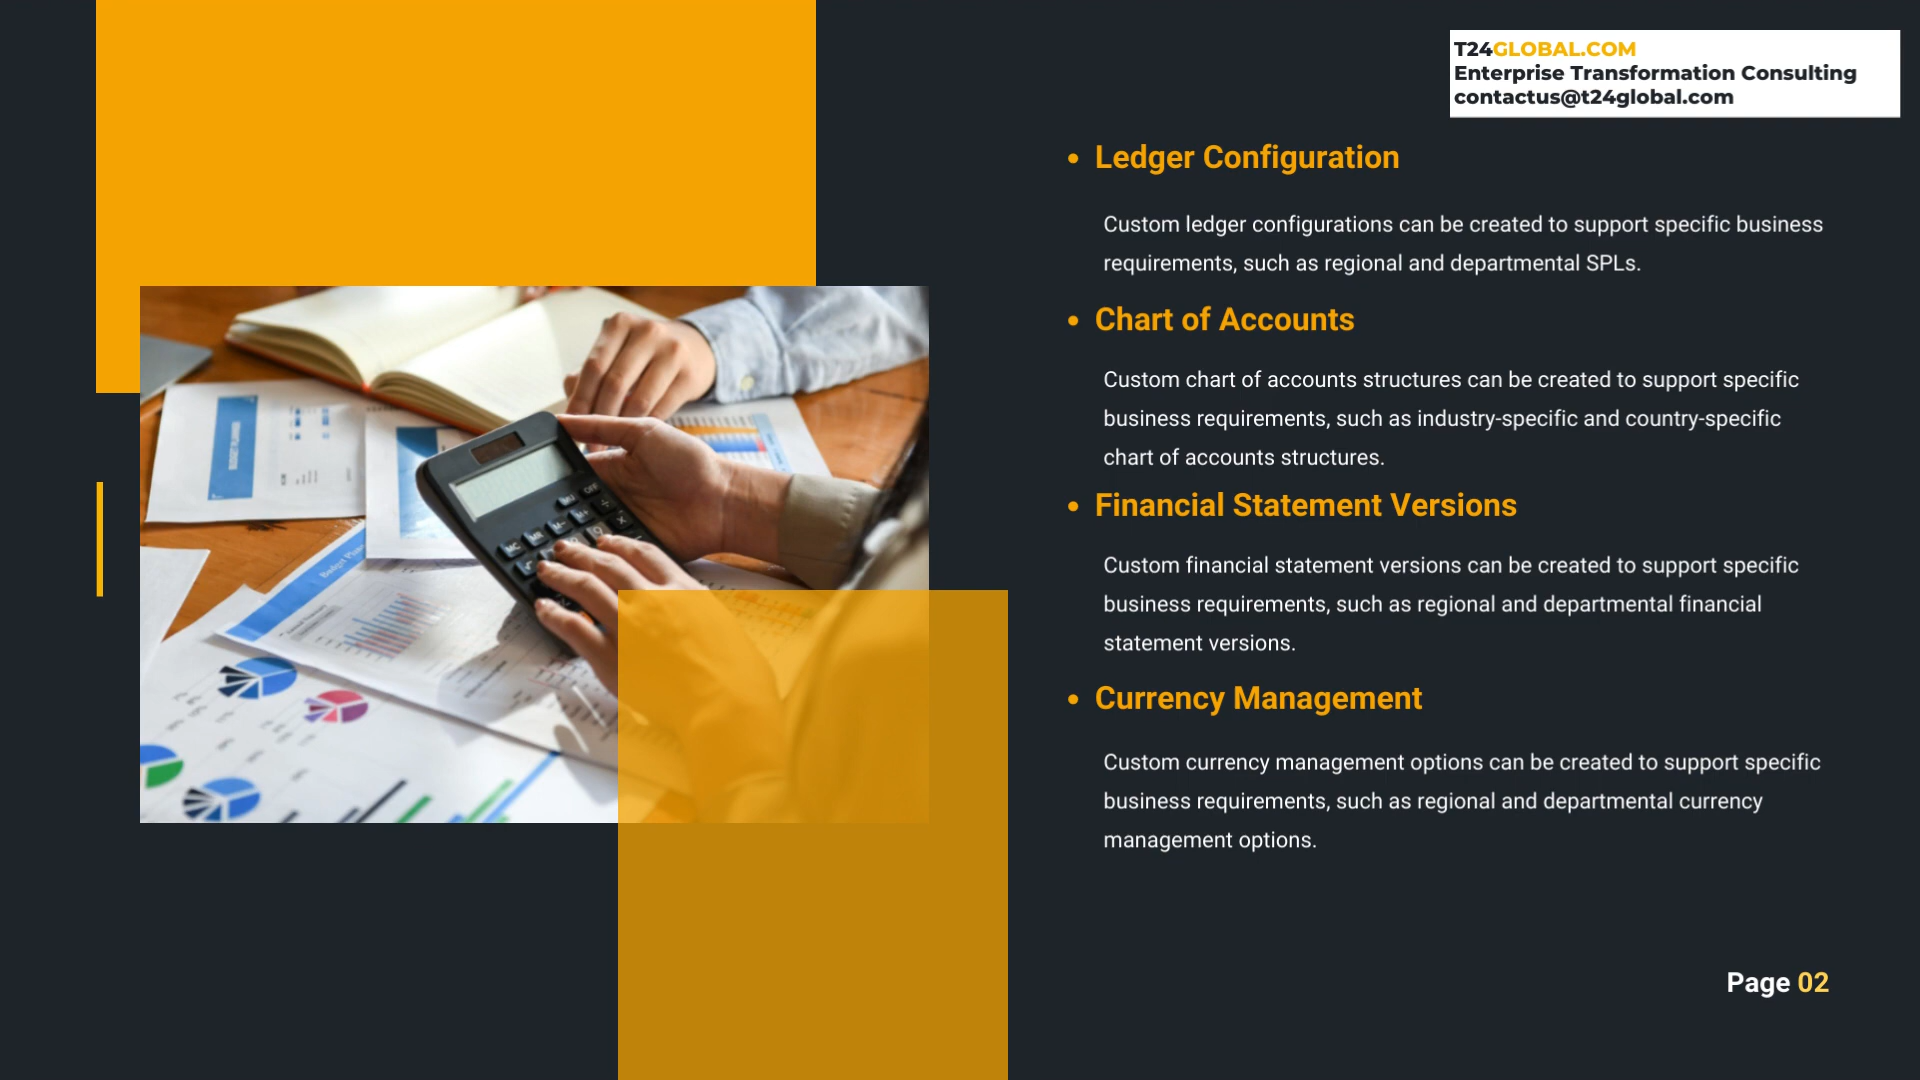 T24GLOBAL.COM
Enterprise Transformation Consulting
contactus@t24global.com
• Ledger Configuration
Custom ledger configurations can be created to support specific business
requirements, such as regional and departmental SPLs.
• Chart of Accounts
Custom chart of accounts structures can be created to support specific
business requirements, such as industry-specific and country-specific
chart of accounts structures.
• Financial Statement Versions
Custom financial statement versions can be created to support specific
business requirements, such as regional and departmental financial
statement versions.
• Currency Management
Custom currency management options can be created to support specific
business requirements, such as regional and departmental currency
management options.
Page 02